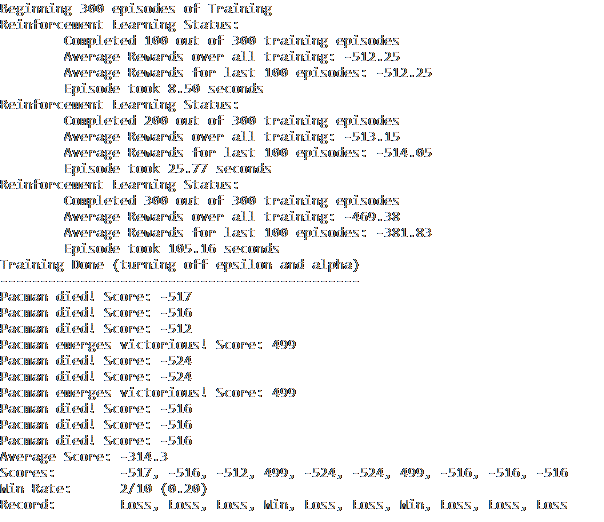 Beginning 300 episodes of Training
Reinforcement Learning Status:
Completed 100 out of 300 training episodes
Average Rewards over all training: -512.25
Average Rewards for last 100 episodes: -512.25
Episode took 8.50 seconds
Reinforcement Learning Status:
Completed 200 out of 300 training episodes
Average Rewards over all training: -513.15
Average Rewards for last 100 episodes: -514.05
Episode took 25.77 seconds
Reinforcement Learning Status:
Completed 300 out of 300 training episodes
Average Rewards over all training: -469.38
Average Rewards for last 100 episodes: -381.83
Episode took 105.16 seconds
Training Done (turning off epsilon and alpha)
---------------------------------------------
Pacman died! Score: -517
Pacman died! Score: -516
Pacman died! Score: -512
Pacman emerges victorious! Score: 499
Pacman died! Score: -524
Pacman died! Score: -524
Pacman emerges victorious! Score: 499
Pacman died! Score: -516
Pacman died! Score: -516
Pacman died! Score: -516
Average Score: -314.3
Scores: -517, -516, -512, 499, -524, -524, 499, -516, -516, -516
Win Rate: 2/10 (0.20)
Record: Loss, Loss, Loss, Win, Loss, Loss, Win, Loss, Loss, Loss